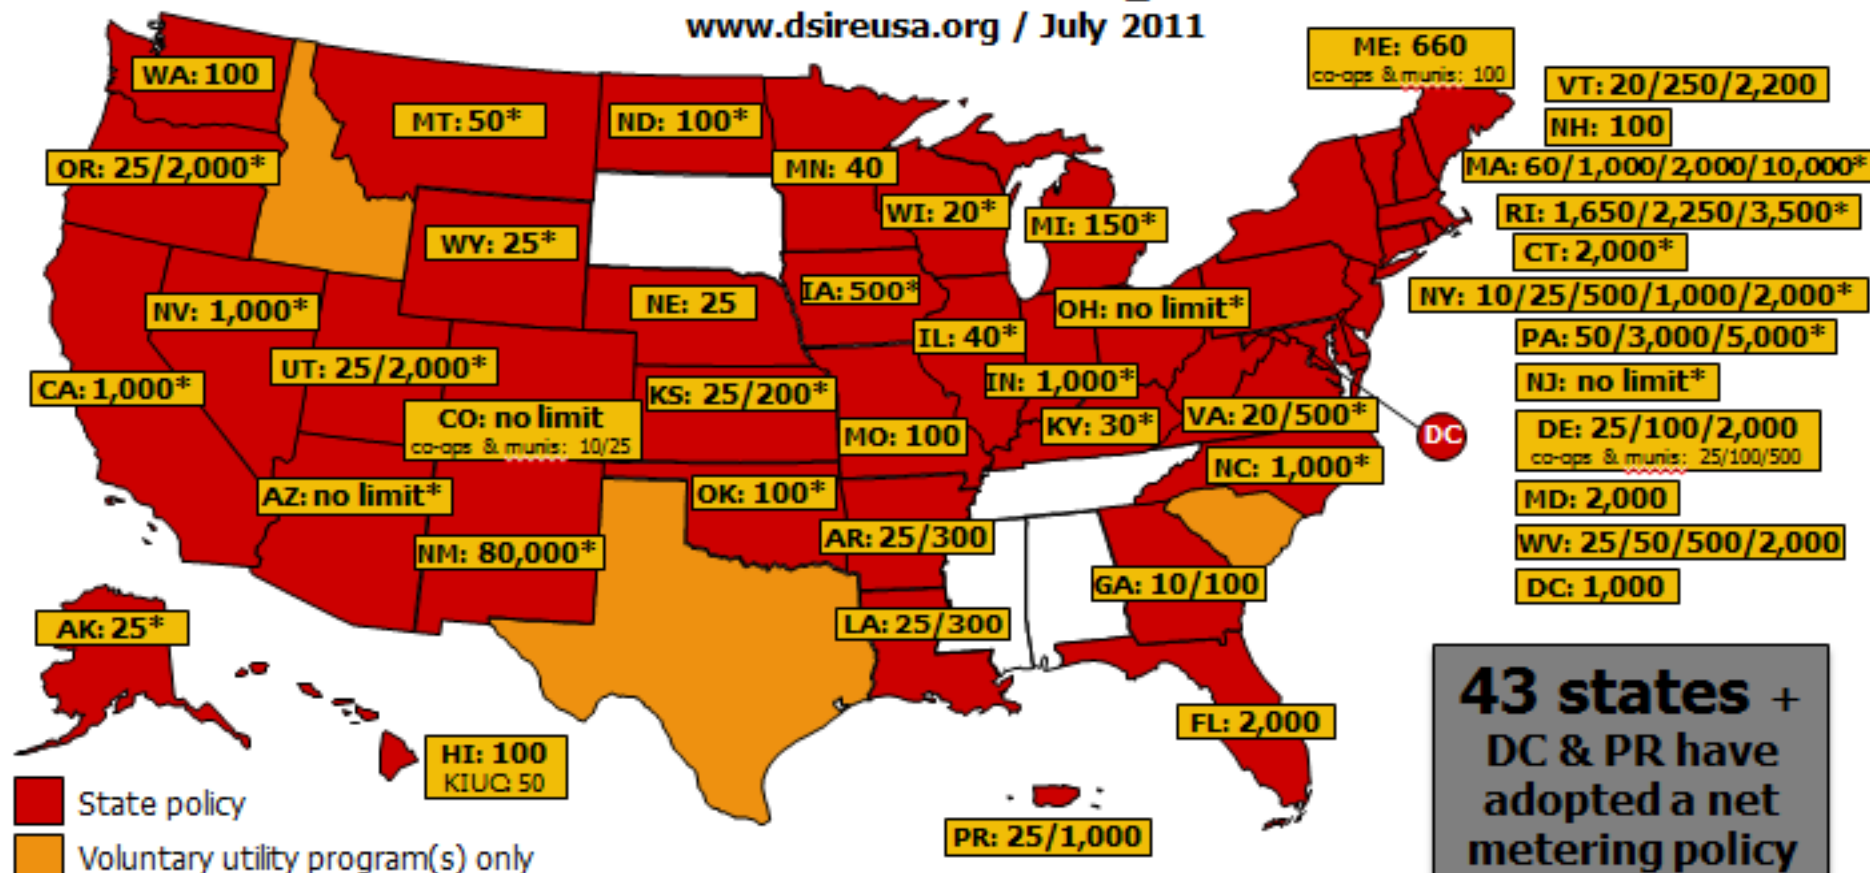 www.dsireusa.org / July 2011
WA: 100
MT: 50*
ND: 100*
ME: 660
co-ops & munis: 100
VT: 20/250/2,200
NH: 100
OR: 25/2,000*
MN: 40
MA: 60/1,000/2,000/10,000*
WI: 20*
MI: 150*
RI: 1,650/2,250/3,500*
WY: 25*
CT: 2,000*
NV: 1,000*
NE: 25
IA: 500*
OH: no limit*
NY: 10/25/500/1,000/2,000*
IL: 40*
PA: 50/3,000/5,000*
UT: 25/2,000*
CA: 1,000*
KS: 25/200*
IN: 1,000*
NJ: no limit*
CO: no limit
co-ops & munis: 10/25
MO: 100
KY: 30*
VA: 20/500*
DC
DE: 25/100/2,000
co-ops & munis: 25/100/500
NC: 1,000*
AZ: no limit*
OK: 100*
MD: 2,000
NM: 80,000*
AR: 25/300
WV: 25/50/500/2,000
GA: 10/100
DC: 1,000
AK: 25*
LA: 25/300
FL: 2,000
HI: 100
KIUC: 50
PR: 25/1,000
43 states +
DC & PR have
adopted a net
metering policy
State policy
Voluntary utility program(s) only